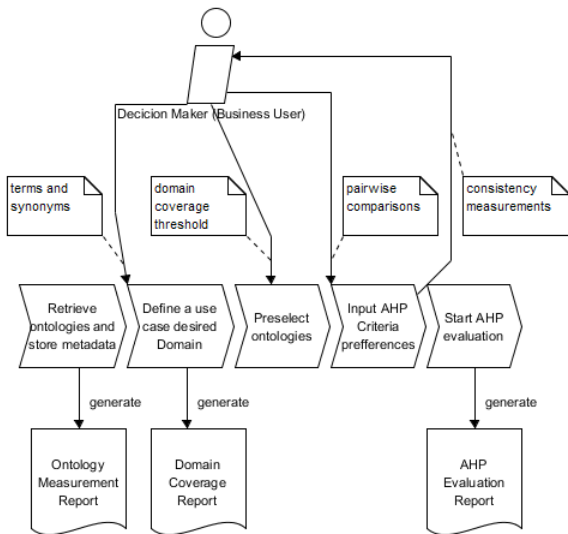 Decicion Maker (Business User)
terms and
synonyms
domain
coverage
threshold
pairwise
comparisons
consistency
measurements
Retrieve
ontologies and
store metadata
Define a use
case desired
Domain
Preselect
ontologies
Input AHP
Criteria
prefferences
Start AHP
evaluation
generate
generate
generate
Ontology
Measurement
Report
Domain
Coverage
Report
AHP
Evaluation
Report